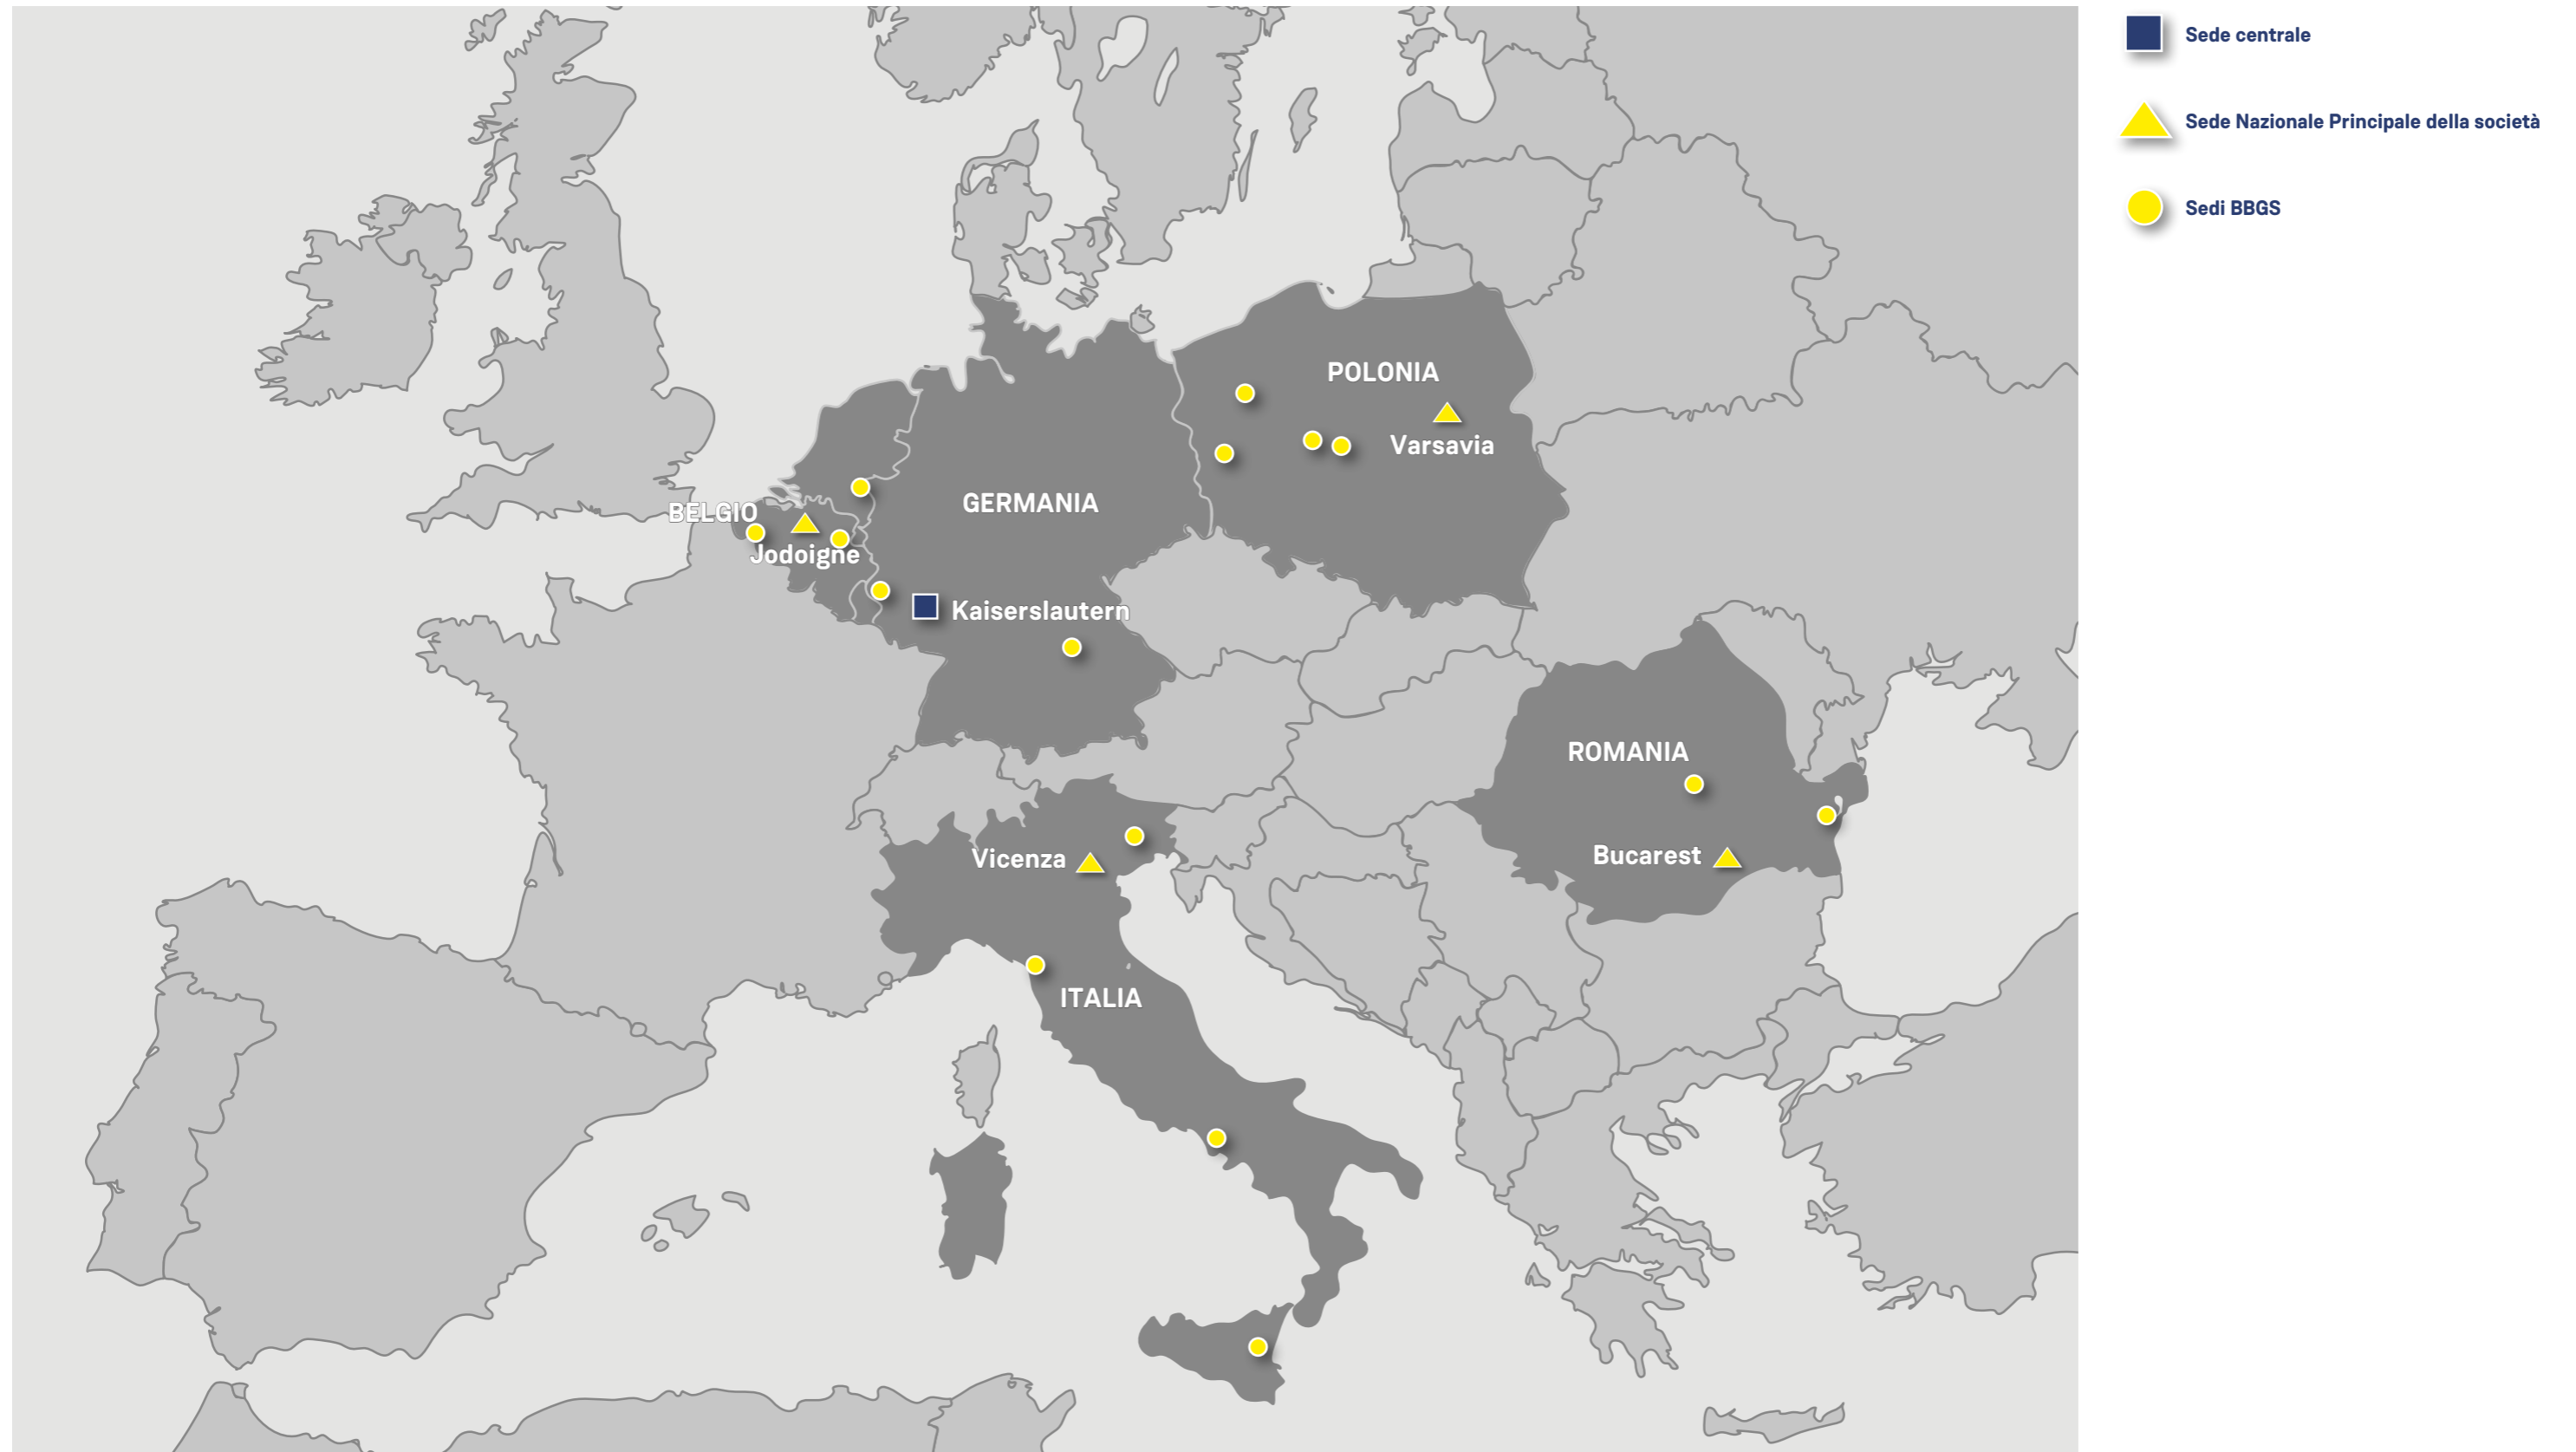 Sede centrale
Sede Nazionale Principale della società
Sedi BBGS
POLONIA
Varsavia
GERMANIA
BELGIO
Jodoigne
Kaiserslautern
ROMANIA
Bucarest
Vicenza
ITALIA